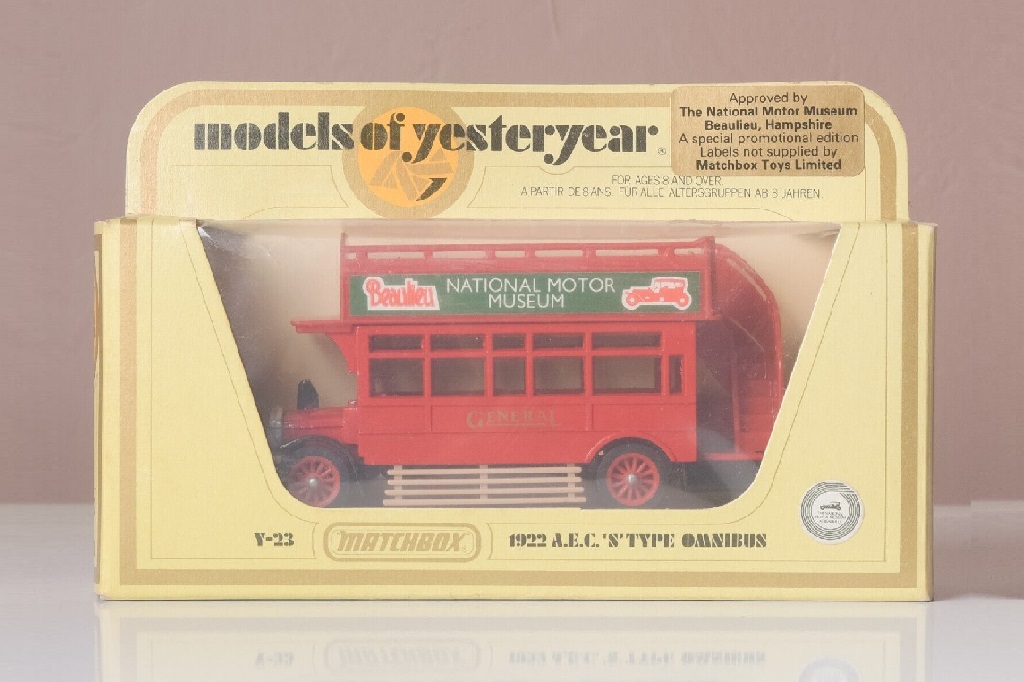 models of yesteryear®
Approved by
The National Motor Museum
Beaulieu, Hampshire
A special promotional edition
Labels not supplied by
Matchbox Toys Limited
FOR AGES 8 AND OVER.
A PARTIR DE 8 ANS. FÜR ALLE ALTERSGRUPPEN AB 8 JAHREN.
Beaulieu
NATIONAL MOTOR
MUSEUM
GENERAL
Y-23
MATCHBOX
1922 A.E.C. 'S' TYPE OMNIBUS